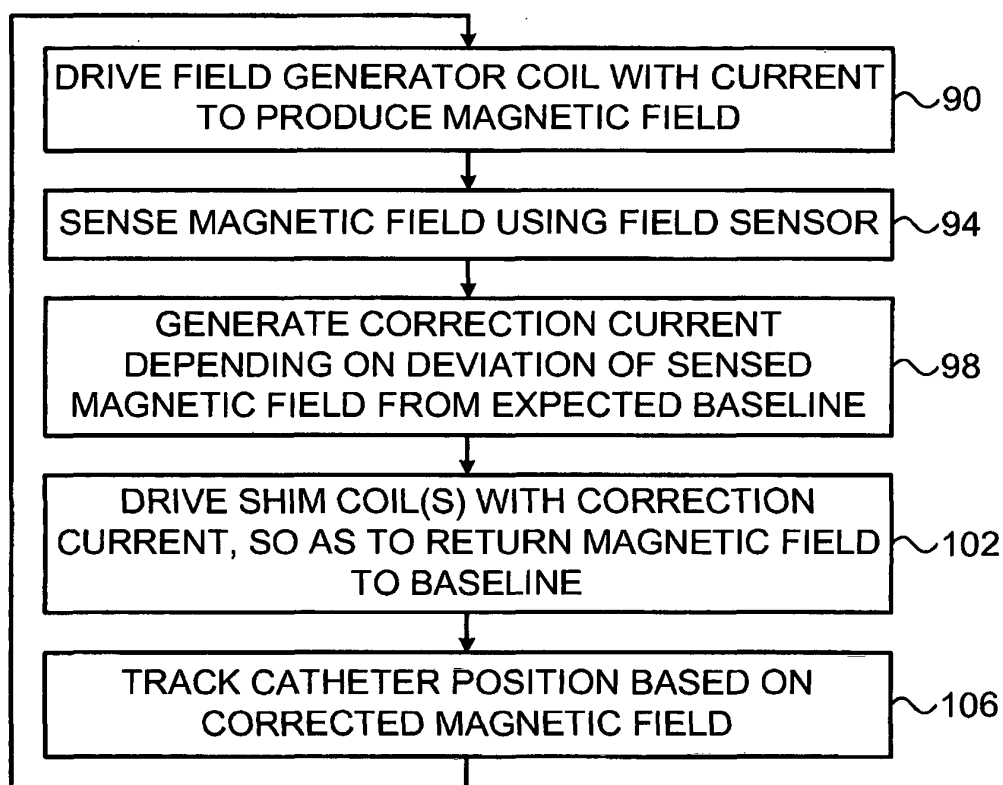 DRIVE FIELD GENERATOR COIL WITH CURRENT
TO PRODUCE MAGNETIC FIELD
90
SENSE MAGNETIC FIELD USING FIELD SENSOR
94
GENERATE CORRECTION CURRENT
DEPENDING ON DEVIATION OF SENSED
MAGNETIC FIELD FROM EXPECTED BASELINE
98
DRIVE SHIM COIL(S) WITH CORRECTION
CURRENT, SO AS TO RETURN MAGNETIC FIELD
TO BASELINE
102
TRACK CATHETER POSITION BASED ON
CORRECTED MAGNETIC FIELD
106